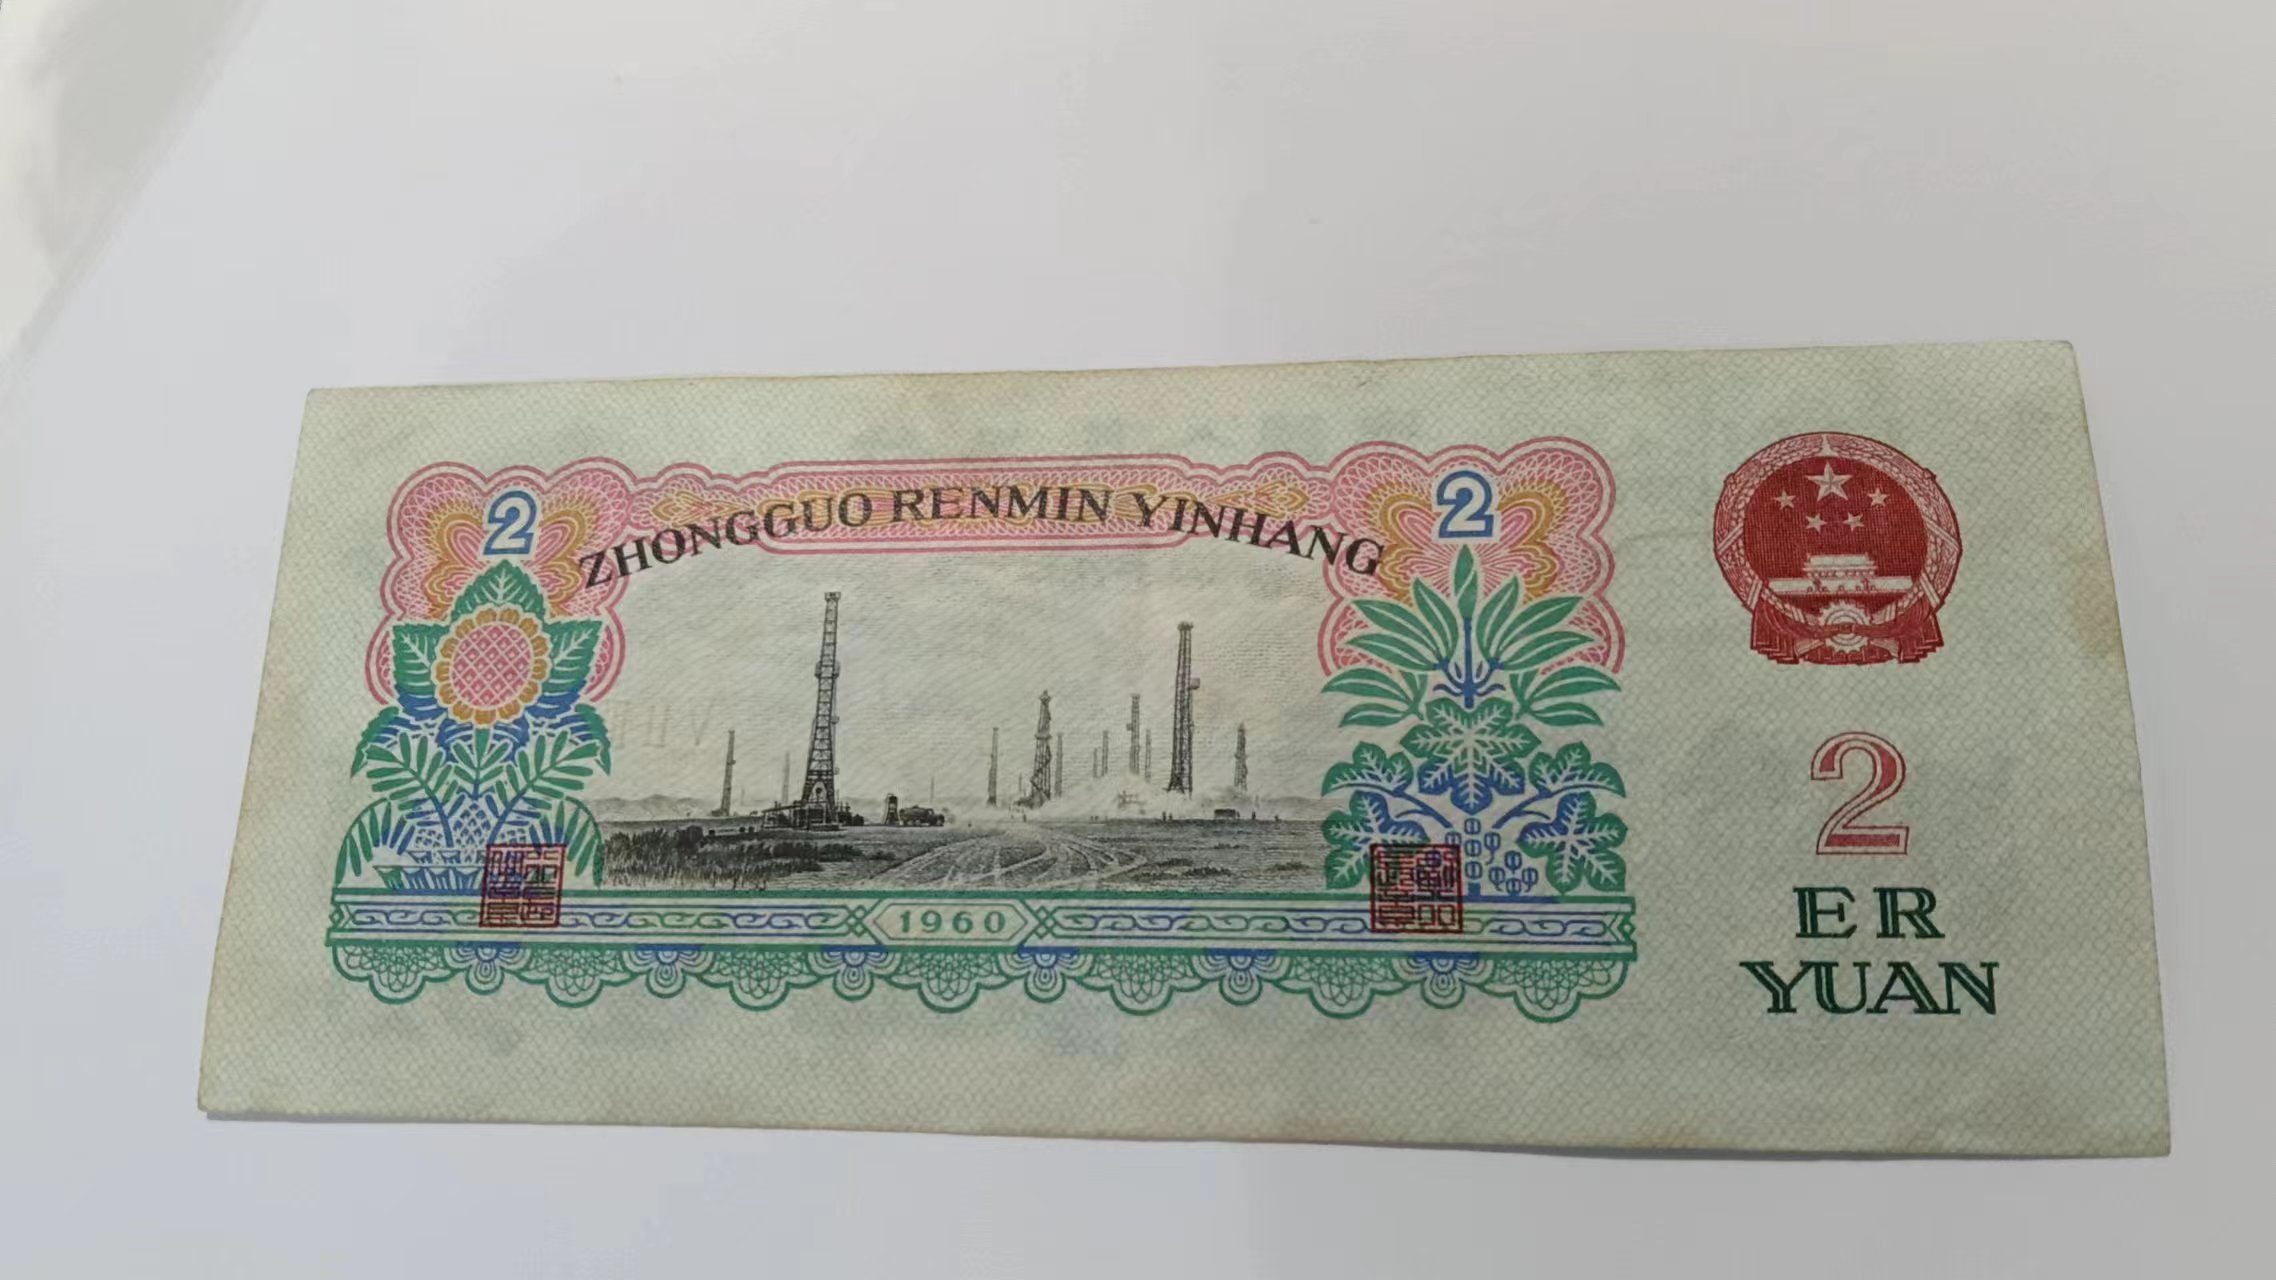 2
2
ZHONGGUO RENMIN YINHANG
1960
2
ER
YUAN